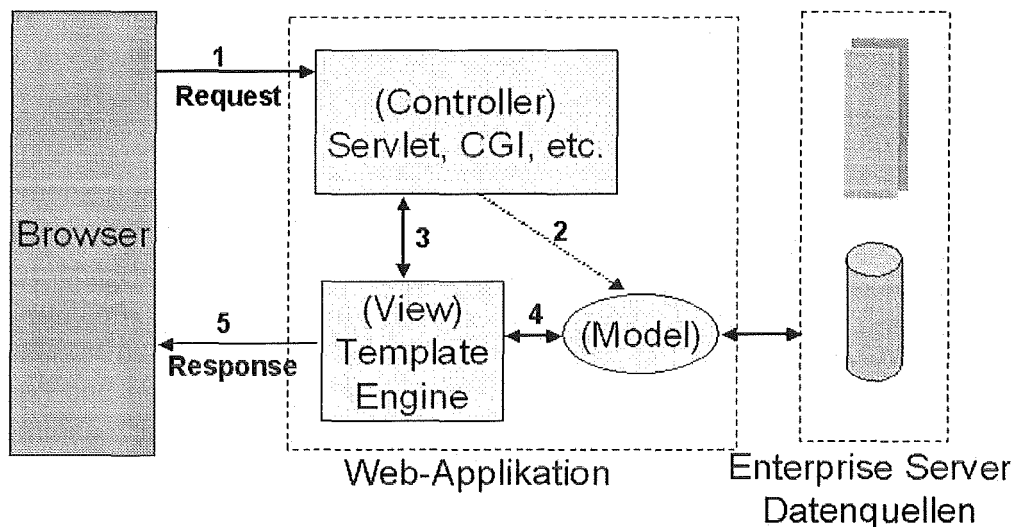 1
Request
(Controller)
Servlet, CGI, etc.
Browser
3
2
5
Response
(View)
Template
Engine
4
(Model)
Web-Applikation
Enterprise Server
Datenquellen